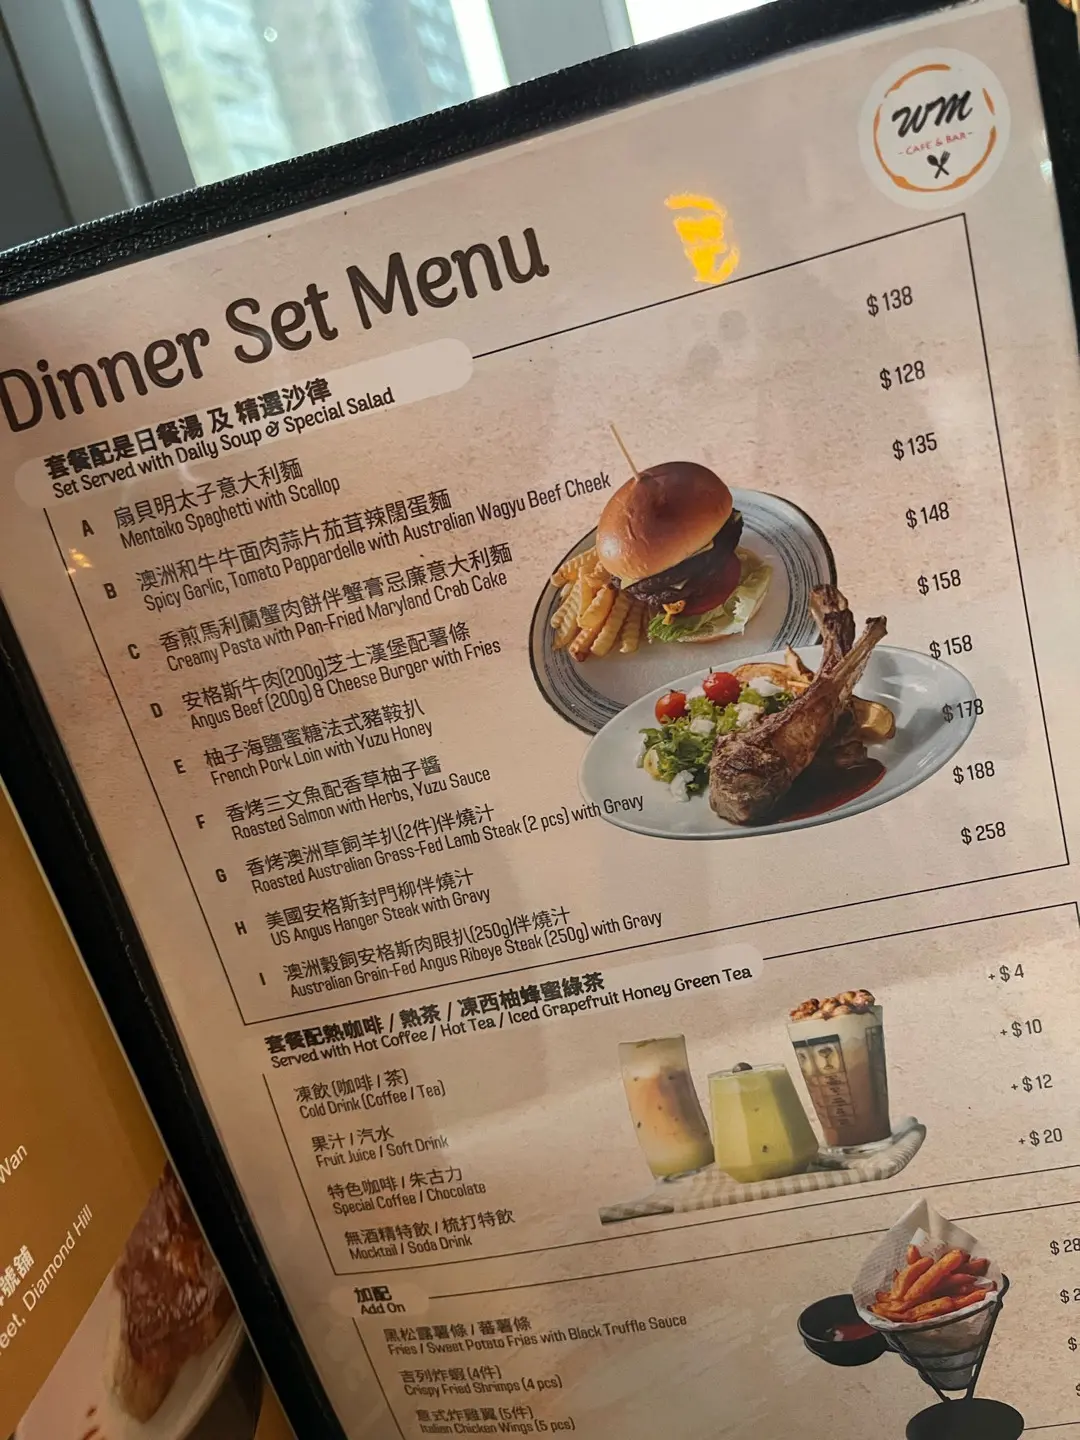 WM
- CAFE & BAR -
Dinner Set Menu
套餐配是日餐湯 及 精選沙律
Set Served with Daily Soup & Special Salad
A 扇貝明太子意大利麵 $138
Mentaiko Spaghetti with Scallop
B 澳洲和牛牛面肉蒜片茄茸辣闊蛋麵 $128
Spicy Garlic, Tomato Pappardelle with Australian Wagyu Beef Cheek
C 香煎馬利蘭蟹肉餅伴蟹膏忌廉意大利麵 $135
Creamy Pasta with Pan-Fried Maryland Crab Cake
D 安格斯牛肉(200g)芝士漢堡配薯條 $148
Angus Beef (200g) & Cheese Burger with Fries
E 柚子海鹽蜜糖法式豬鞍扒 $158
French Pork Loin with Yuzu Honey
F 香烤三文魚配香草柚子醬 $158
Roasted Salmon with Herbs, Yuzu Sauce
G 香烤澳洲草飼羊扒(2件)伴燒汁 $178
Roasted Australian Grass-Fed Lamb Steak (2 pcs) with Gravy
H 美國安格斯封門柳伴燒汁 $188
US Angus Hanger Steak with Gravy
I 澳洲穀飼安格斯肉眼扒(250g)伴燒汁 $258
Australian Grain-Fed Angus Ribeye Steak (250g) with Gravy
套餐配熱咖啡 / 熱茶 / 凍西柚蜂蜜綠茶
Served with Hot Coffee / Hot Tea / Iced Grapefruit Honey Green Tea
凍飲 (咖啡 / 茶) +$4
Cold Drink (Coffee / Tea)
果汁 / 汽水 +$10
Fruit Juice / Soft Drink
特色咖啡 / 朱古力 +$12
Special Coffee / Chocolate
無酒精特飲 / 梳打特飲 +$20
Mocktail / Soda Drink
加配
Add On
黑松露薯條 / 蕃薯條 $28
Fries / Sweet Potato Fries with Black Truffle Sauce
吉列炸蝦 (4件) $2
Crispy Fried Shrimps (4 pcs)
意式炸雞翼 (5件) $
Italian Chicken Wings (5 pcs)
Wan
號舖
eet, Diamond Hill